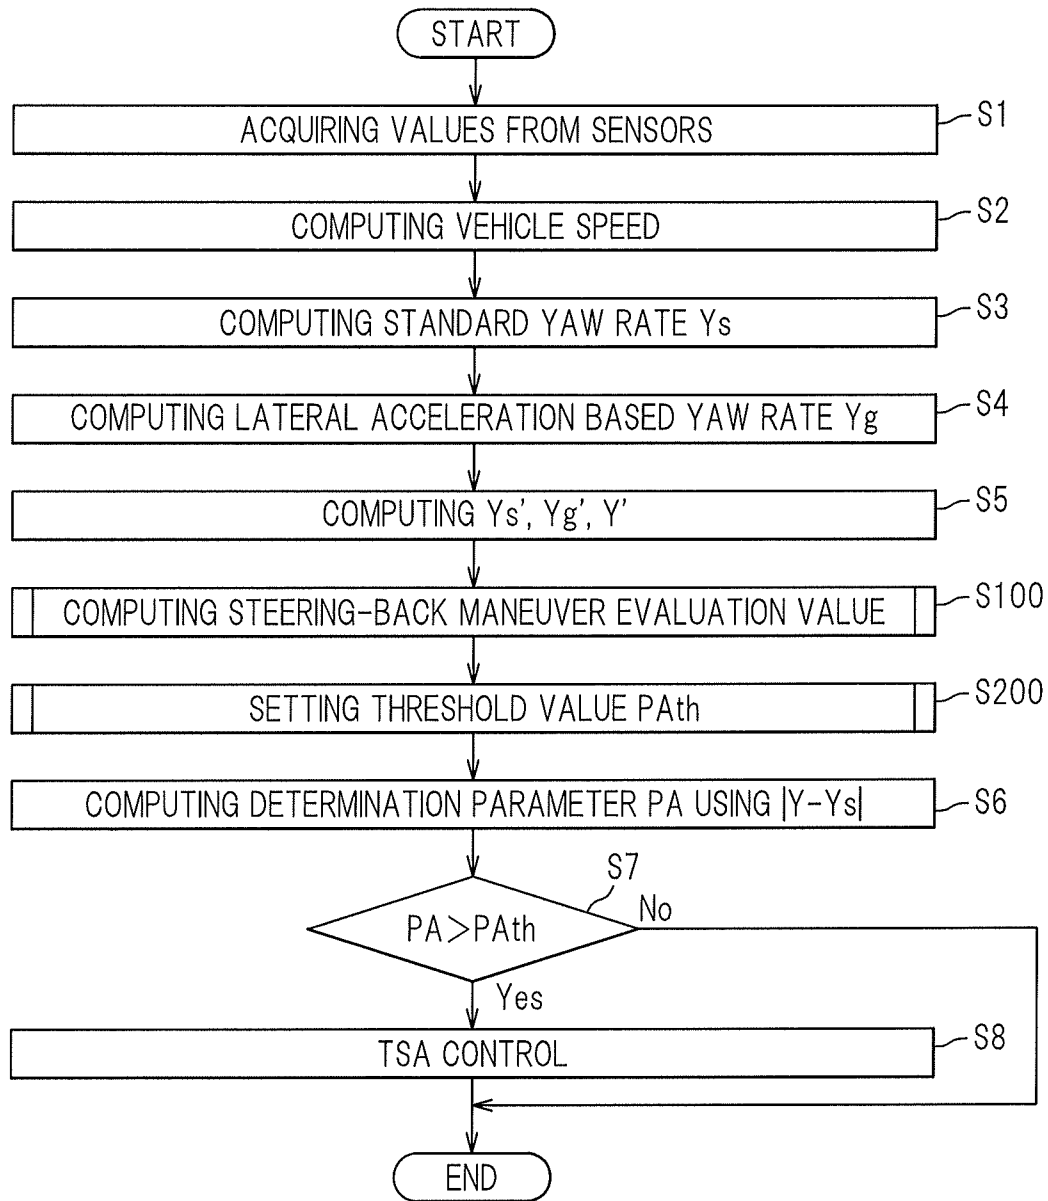 START
ACQUIRING VALUES FROM SENSORS
S1
COMPUTING VEHICLE SPEED
S2
COMPUTING STANDARD YAW RATE Ys
S3
COMPUTING LATERAL ACCELERATION BASED YAW RATE Yg
S4
COMPUTING Ys', Yg', Y'
S5
COMPUTING STEERING-BACK MANEUVER EVALUATION VALUE
S100
SETTING THRESHOLD VALUE PAth
S200
COMPUTING DETERMINATION PARAMETER PA USING |Y-Ys|
S6
S7
PA>PAth
No
Yes
TSA CONTROL
S8
END